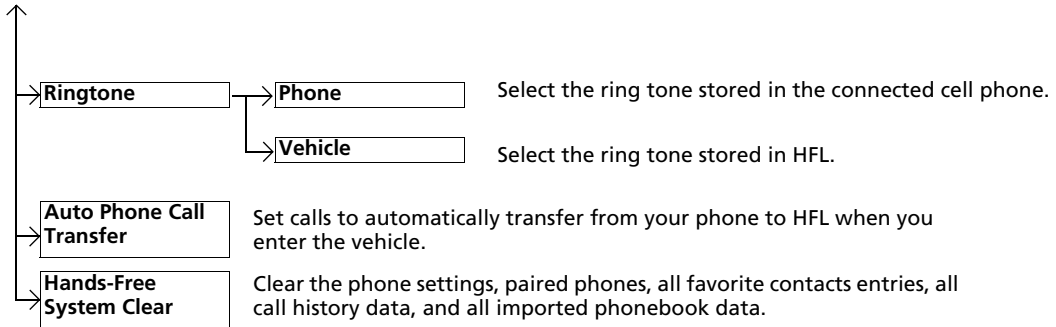 Ringtone
Phone
Select the ring tone stored in the connected cell phone.
Vehicle
Select the ring tone stored in HFL.
Auto Phone Call
Transfer
Set calls to automatically transfer from your phone to HFL when you
enter the vehicle.
Hands-Free
System Clear
Clear the phone settings, paired phones, all favorite contacts entries, all
call history data, and all imported phonebook data.